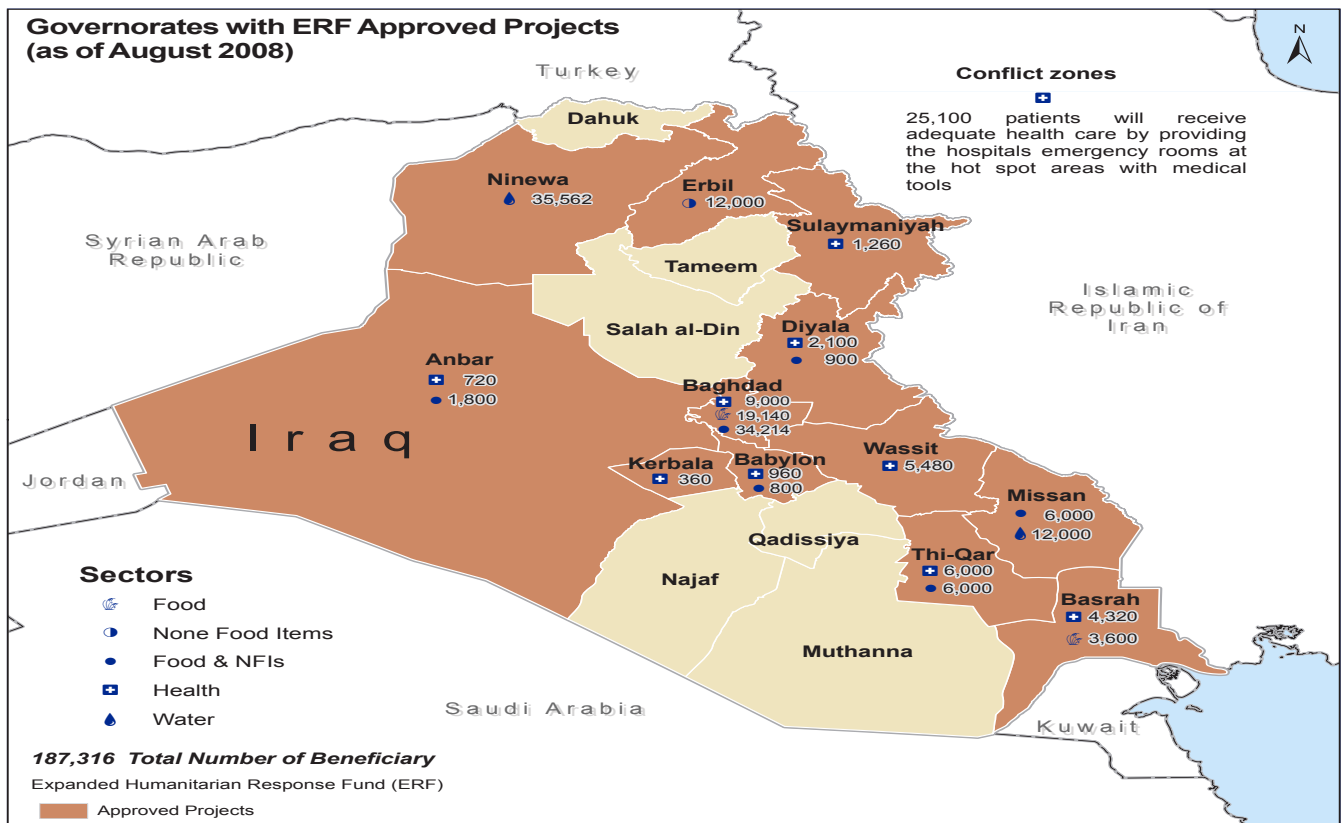 Governorates with ERF Approved Projects
(as of August 2008)
Turkey
Conflict zones
25,100 patients will receive
adequate health care by providing
the hospitals emergency rooms at
the hot spot areas with medical
tools
Dahuk
Ninewa
35,562
Erbil
12,000
Sulaymaniyah
1,260
Syrian Arab
Republic
Tameem
Islamic
Republic of
Iran
Salah al-Din
Diyala
2,100
900
Anbar
720
1,800
Baghdad
9,000
19,140
34,214
Iraq
Wassit
5,480
Kerbala
360
Babylon
960
800
Jordan
Missan
6,000
12,000
Qadissiya
Najaf
Thi-Qar
6,000
6,000
Basrah
4,320
3,600
Muthanna
Saudi Arabia
Kuwait
Sectors
Food
None Food Items
Food & NFIs
Health
Water
187,316 Total Number of Beneficiary
Expanded Humanitarian Response Fund (ERF)
Approved Projects
N